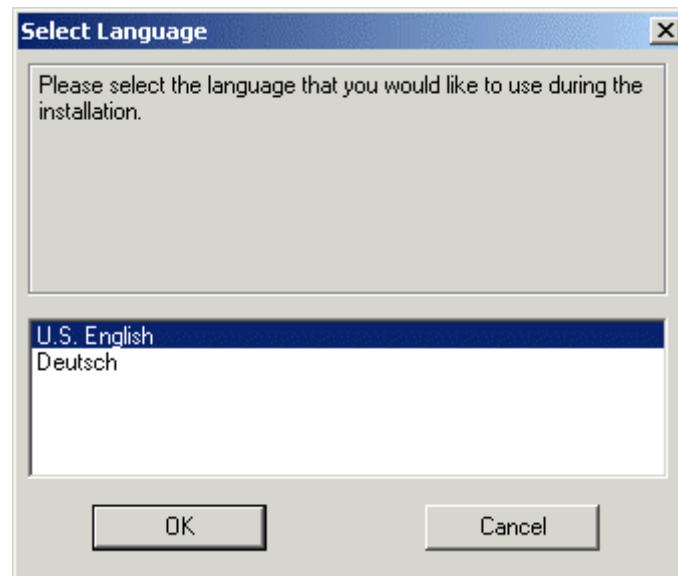 Select Language
Please select the language that you would like to use during the
installation.
U.S. English
Deutsch
OK
Cancel